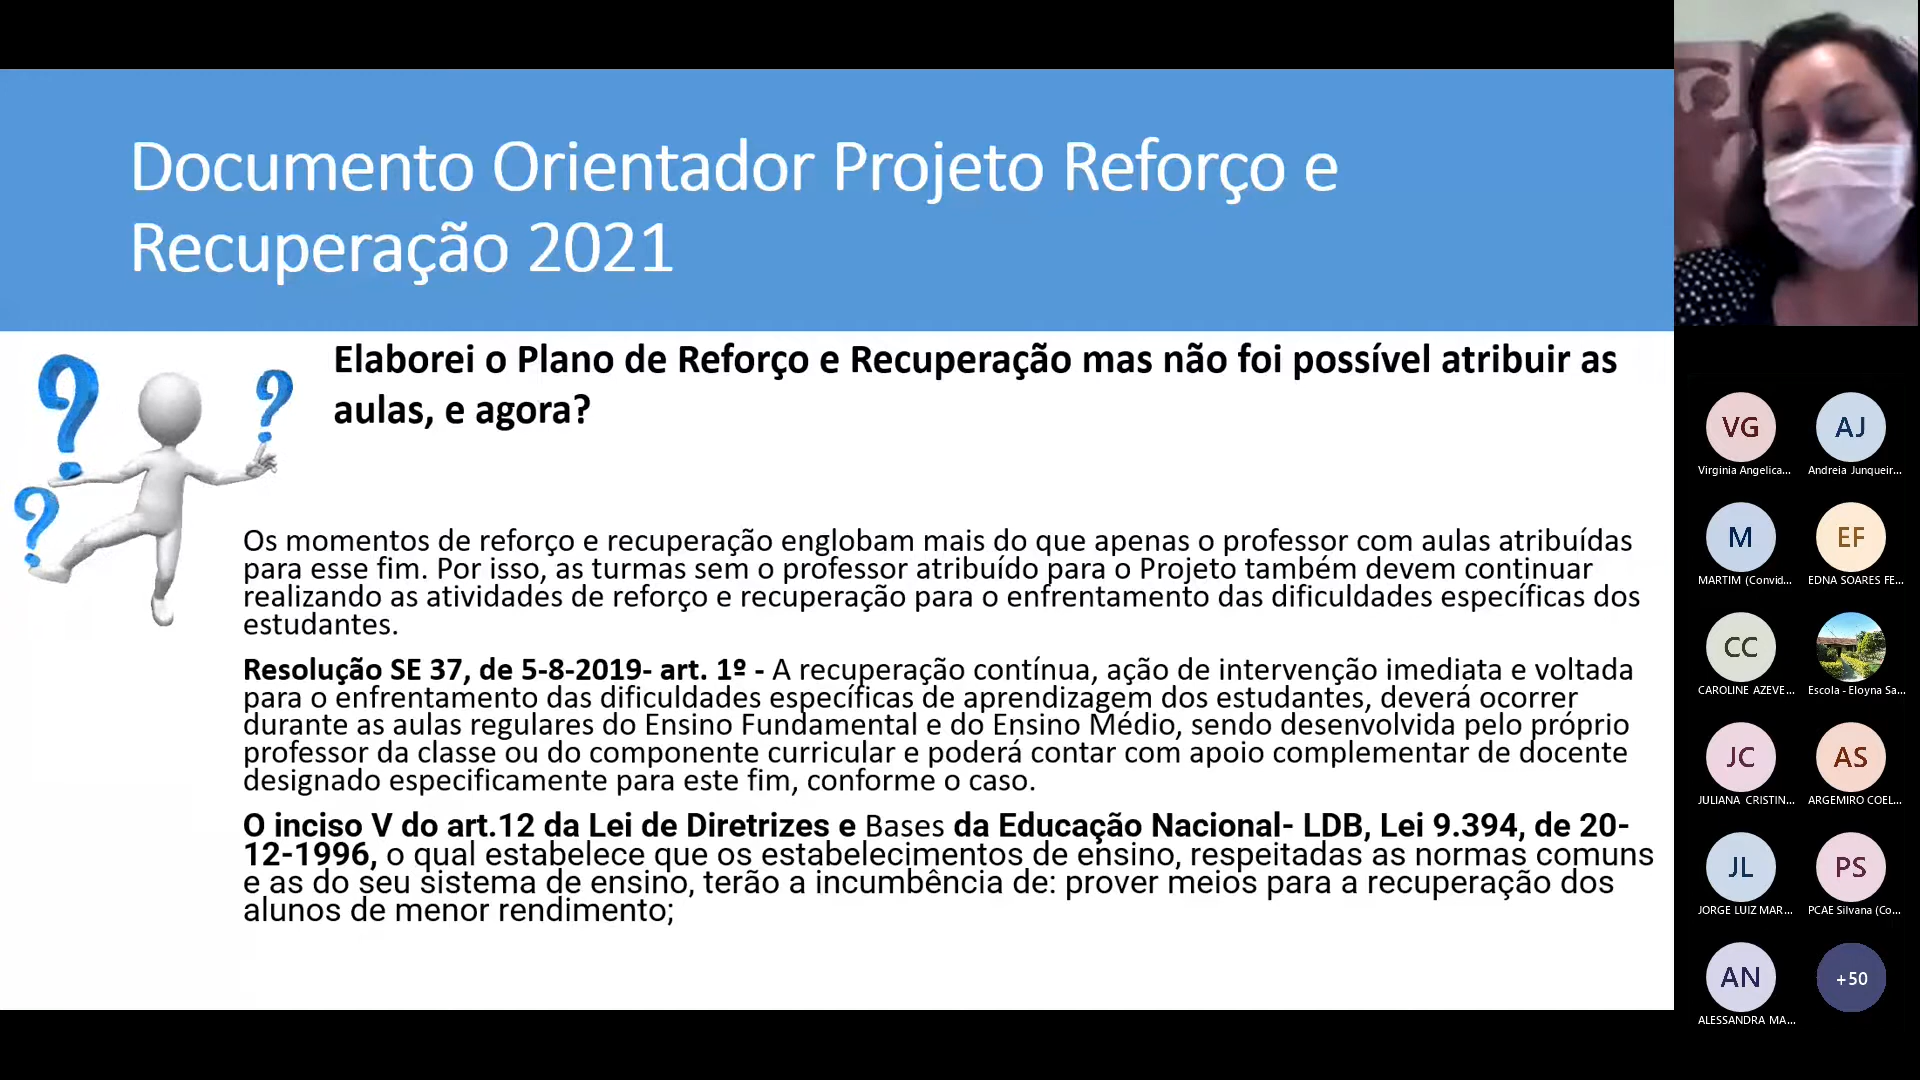 Documento Orientador Projeto Reforço e
Recuperação 2021
Elaborei o Plano de Reforço e Recuperação mas não foi possível atribuir as
aulas, e agora?
Os momentos de reforço e recuperação englobam mais do que apenas o professor com aulas atribuídas
para esse fim. Por isso, as turmas sem o professor atribuído para o Projeto também devem continuar
realizando as atividades de reforço e recuperação para o enfrentamento das dificuldades específicas dos
estudantes.
Resolução SE 37, de 5-8-2019- art. 1º - A recuperação contínua, ação de intervenção imediata e voltada
para o enfrentamento das dificuldades específicas de aprendizagem dos estudantes, deverá ocorrer
durante as aulas regulares do Ensino Fundamental e do Ensino Médio, sendo desenvolvida pelo próprio
professor da classe ou do componente curricular e poderá contar com apoio complementar de docente
designado especificamente para este fim, conforme o caso.
O inciso V do art.12 da Lei de Diretrizes e Bases da Educação Nacional- LDB, Lei 9.394, de 20-
12-1996, o qual estabelece que os estabelecimentos de ensino, respeitadas as normas comuns
e as do seu sistema de ensino, terão a incumbência de: prover meios para a recuperação dos
alunos de menor rendimento;
VG AJ
Virginia Angelica... Andreia Junqueir...
M EF
MARTIM (Convid... EDNA SOARES FE...
CC
CAROLINE AZEVE... Escola - Eloyna Sa...
JC AS
JULIANA CRISTIN... ARGEMIRO COEL...
JL PS
JORGE LUIZ MAR... PCAE Silvana (Co...
AN +50
ALESSANDRA MA...